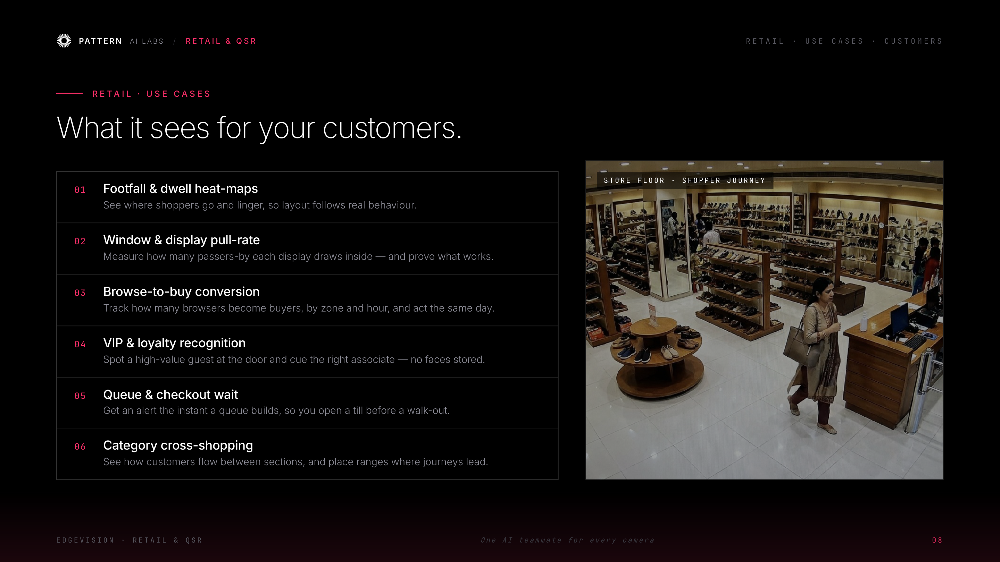 PATTERN AI LABS / RETAIL & QSR
RETAIL · USE CASES · CUSTOMERS
RETAIL · USE CASES
What it sees for your customers.
01 Footfall & dwell heat-maps
See where shoppers go and linger, so layout follows real behaviour.
02 Window & display pull-rate
Measure how many passers-by each display draws inside — and prove what works.
03 Browse-to-buy conversion
Track how many browsers become buyers, by zone and hour, and act the same day.
04 VIP & loyalty recognition
Spot a high-value guest at the door and cue the right associate — no faces stored.
05 Queue & checkout wait
Get an alert the instant a queue builds, so you open a till before a walk-out.
06 Category cross-shopping
See how customers flow between sections, and place ranges where journeys lead.
STORE FLOOR · SHOPPER JOURNEY
EDGEVISION · RETAIL & QSR
One AI teammate for every camera
08